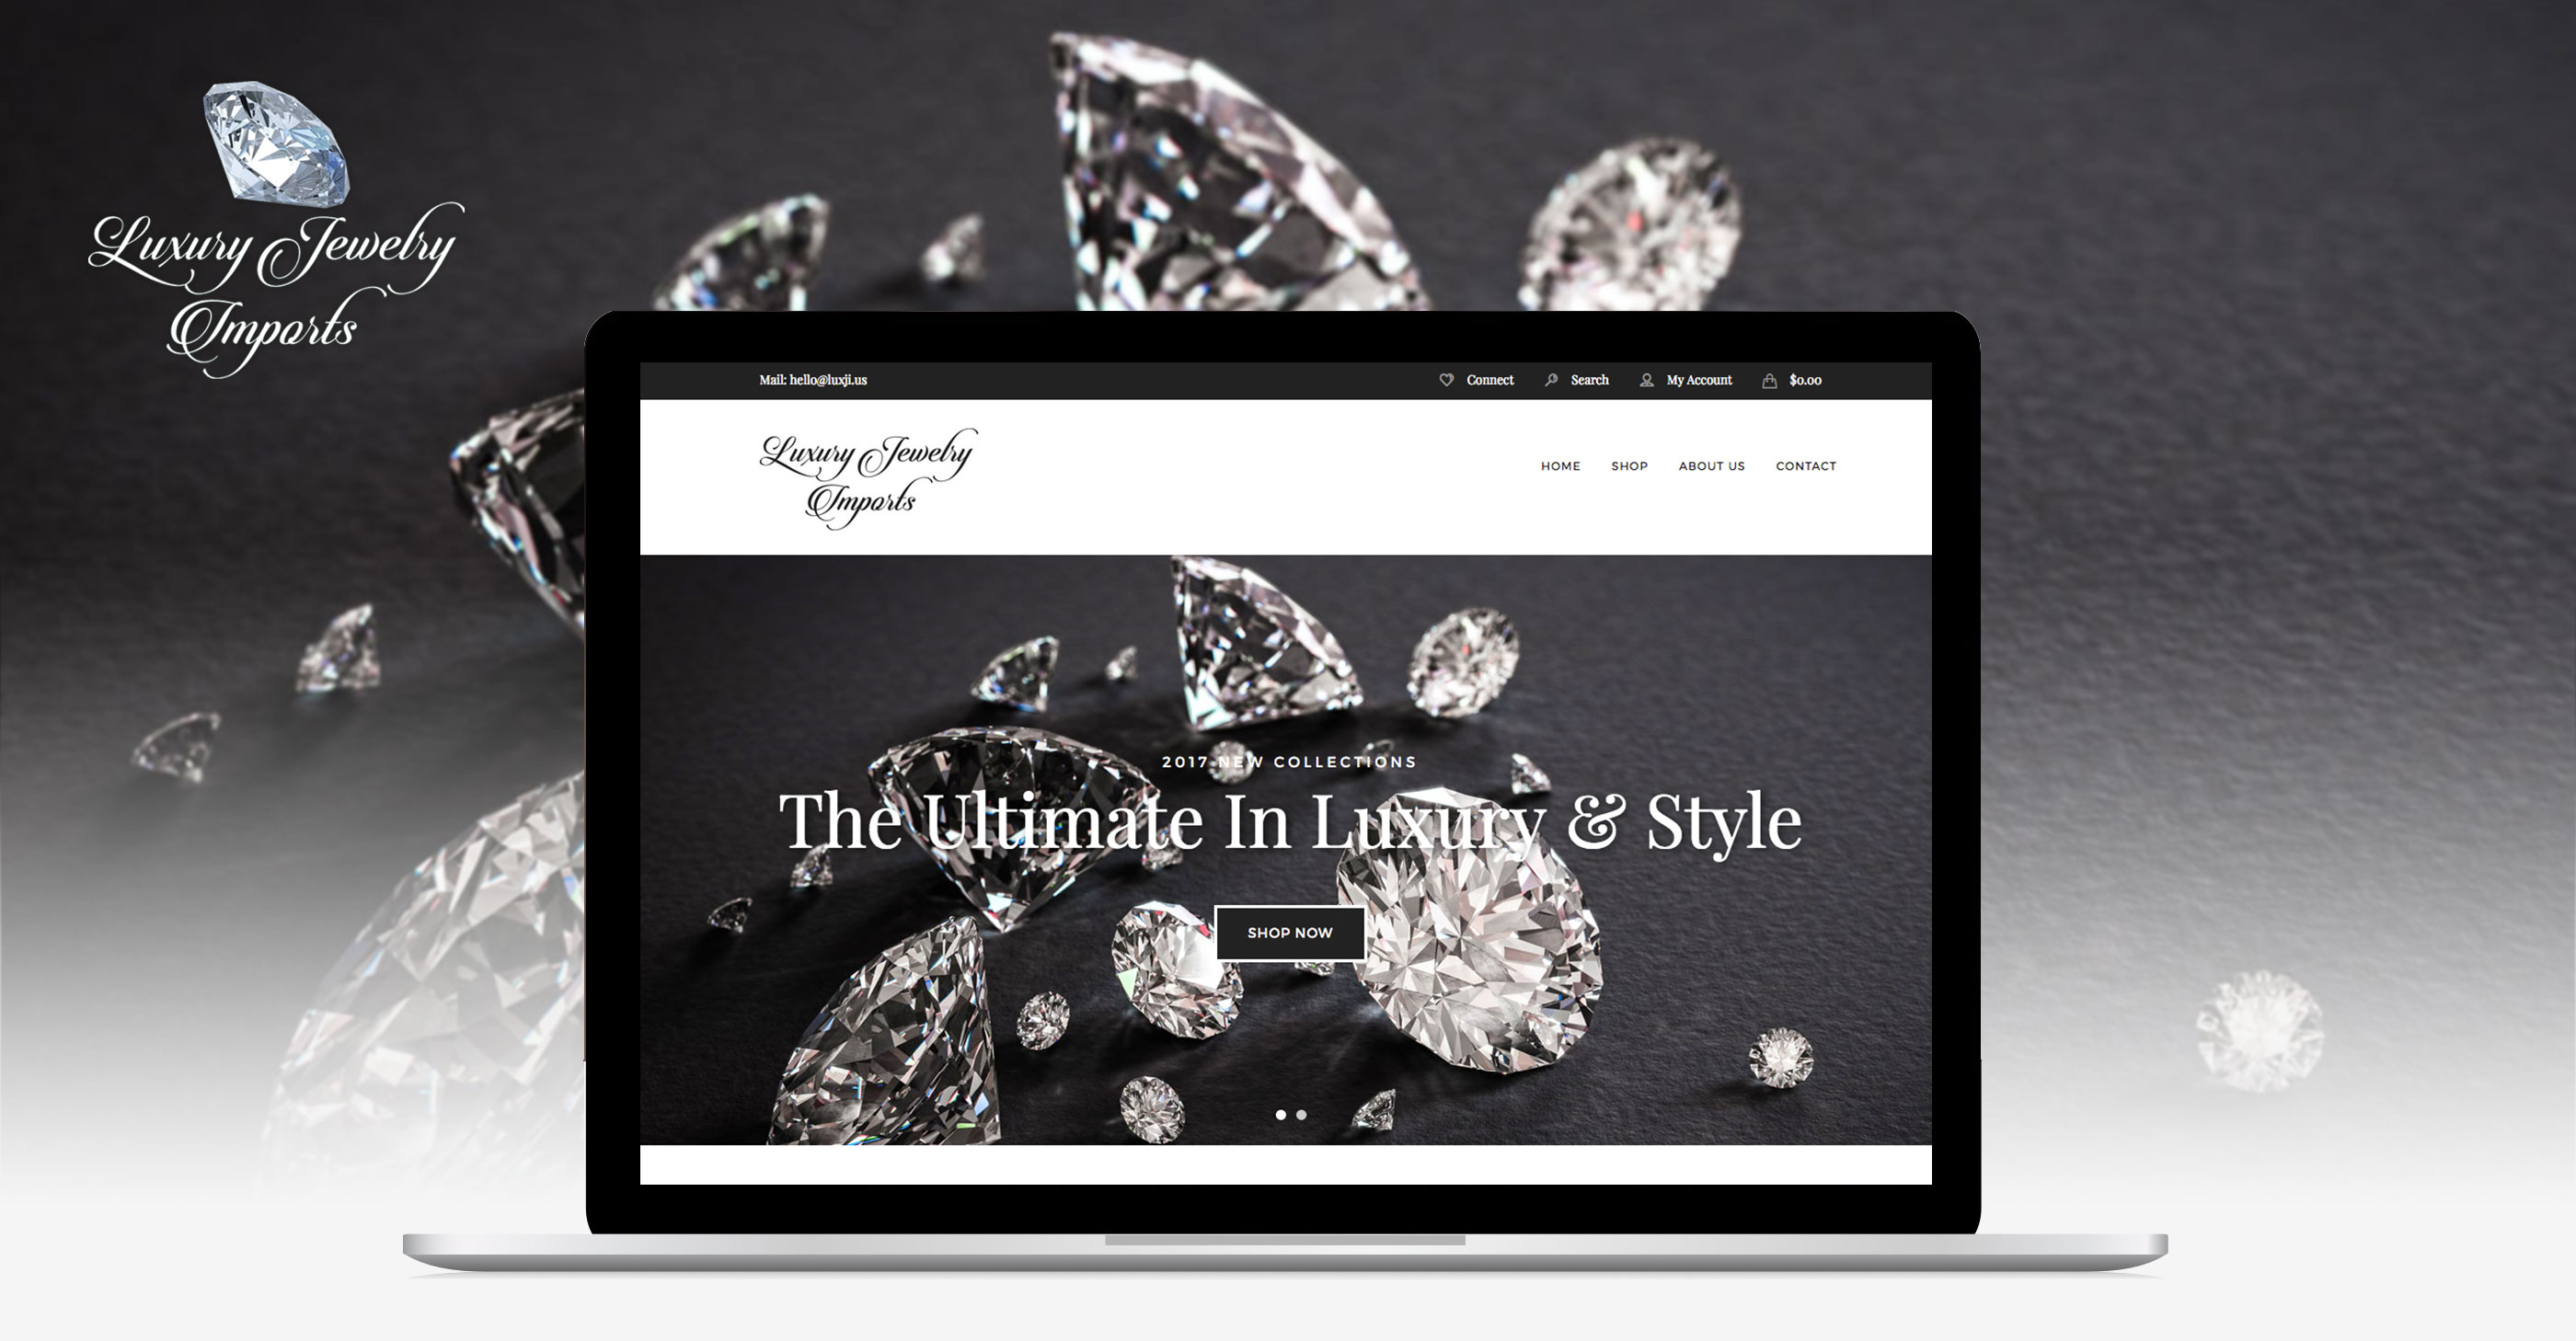 Luxury Jewelry
Imports
Mail: hello@luxji.us
Connect
Search
My Account
$0.00
Luxury Jewelry
Imports
HOME
SHOP
ABOUT US
CONTACT
2017 NEW COLLECTIONS
The Ultimate In Luxury & Style
SHOP NOW